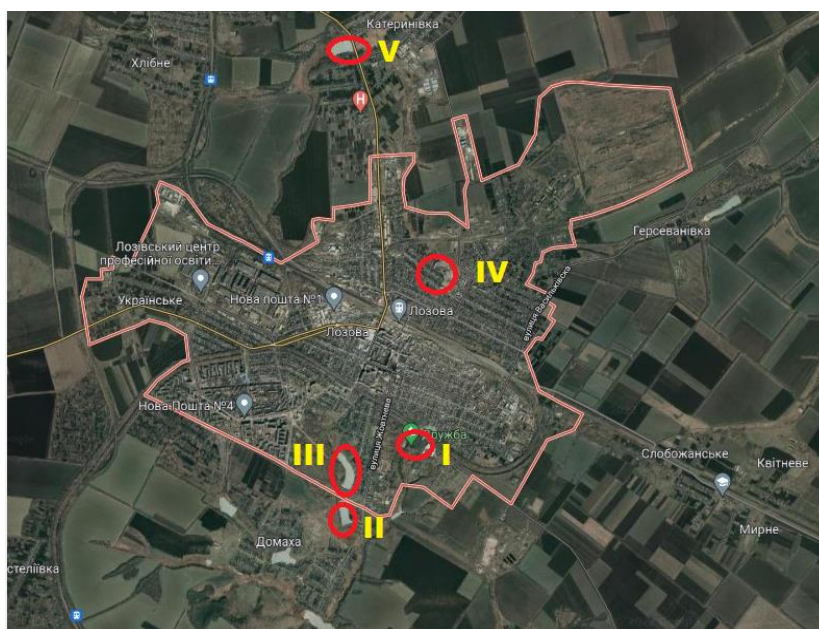 Катеринівка
V
Хлібне
H
Герсеванівка
Лозівський центр
професійної освіти...
IV
Українське
Нова пошта №1
Лозова
вулиця Васильківска
Лозова
Нова Пошта №4
вулиця Жовтнева
Дружба
III
I
Слобожанське
Квітневе
II
Домаха
Мирне
стеліївка